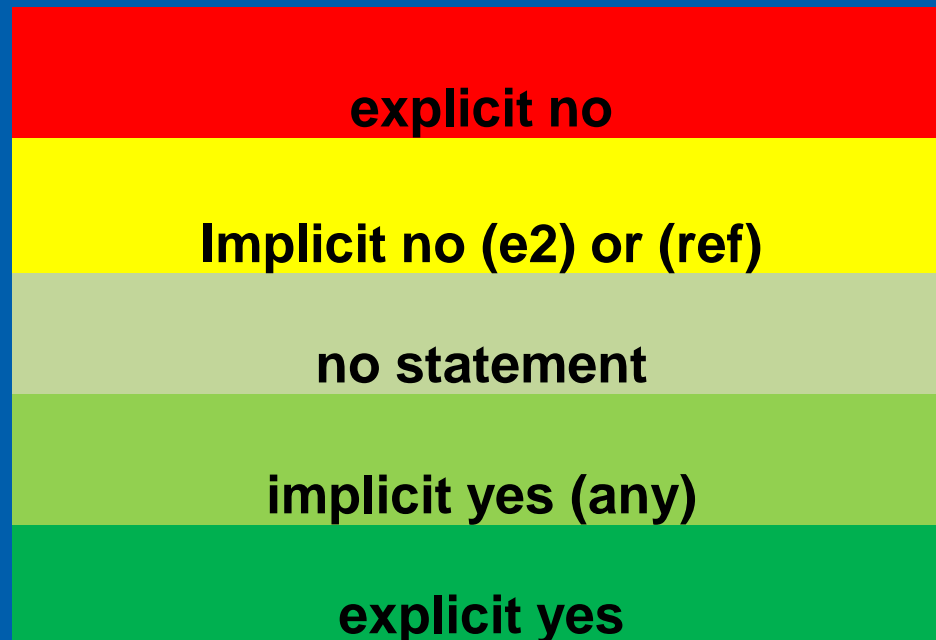 explicit no
Implicit no (e2) or (ref)
no statement
implicit yes (any)
explicit yes